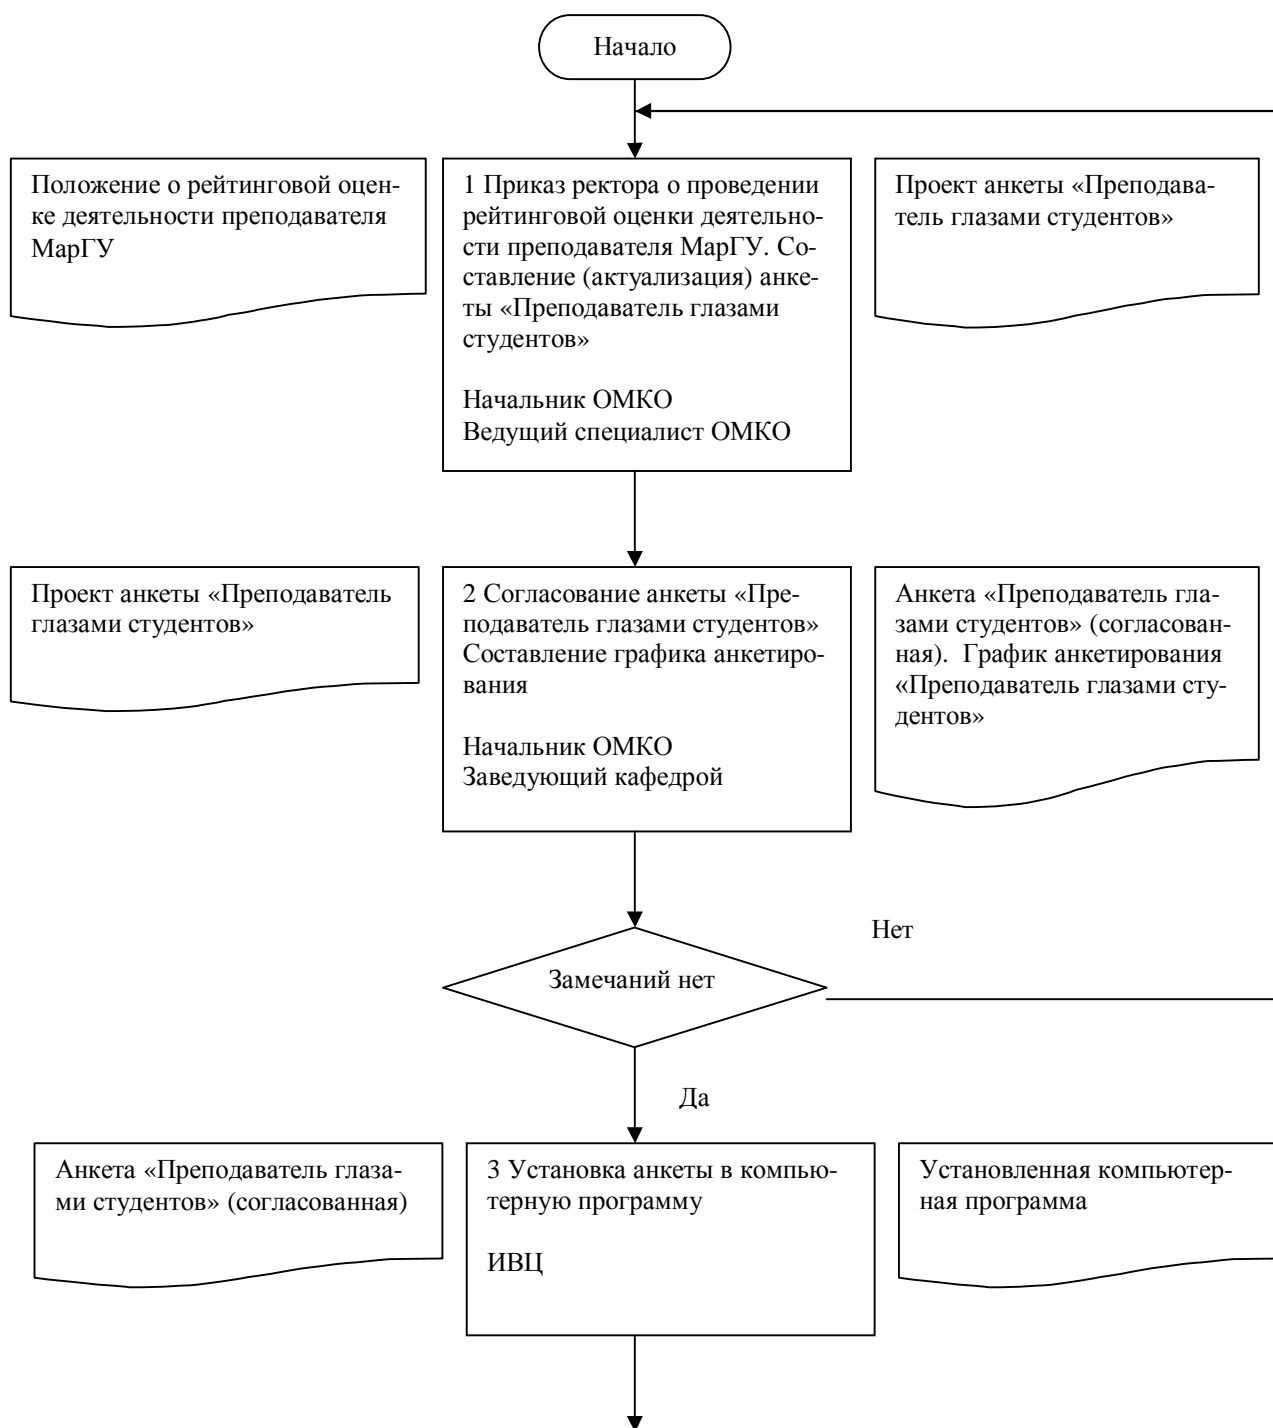 Начало
Положение о рейтинговой оцен-
ке деятельности преподавателя
МарГУ
1 Приказ ректора о проведении
рейтинговой оценки деятельно-
сти преподавателя МарГУ. Со-
ставление (актуализация) анке-
ты «Преподаватель глазами
студентов»
Начальник ОМКО
Ведущий специалист ОМКО
Проект анкеты «Преподава-
тель глазами студентов»
Проект анкеты «Преподаватель
глазами студентов»
2 Согласование анкеты «Пре-
подаватель глазами студентов»
Составление графика анкетиро-
вания
Начальник ОМКО
Заведующий кафедрой
Анкета «Преподаватель гла-
зами студентов» (согласован-
ная).  График анкетирования
«Преподаватель глазами сту-
дентов»
Нет
Замечаний нет
Да
Анкета «Преподаватель глаза-
ми студентов» (согласованная)
3 Установка анкеты в компью-
терную программу
ИВЦ
Установленная компьютер-
ная программа